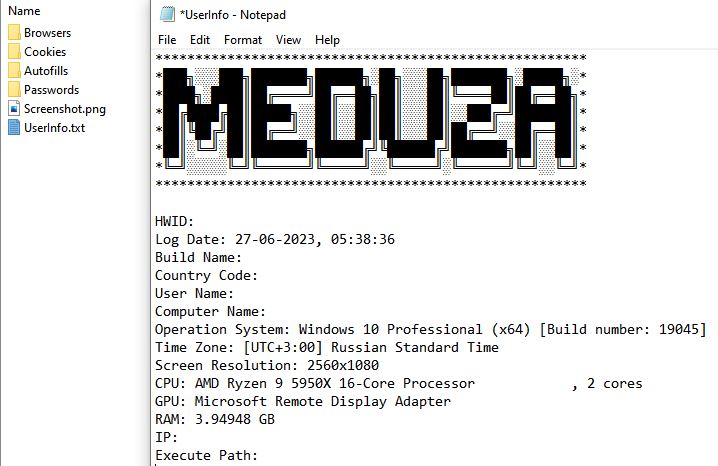 Name
Browsers
Cookies
Autofills
Passwords
Screenshot.png
UserInfo.txt
*UserInfo - Notepad
File Edit Format View Help
MEDUZA
HWID:
Log Date: 27-06-2023, 05:38:36
Build Name:
Country Code:
User Name:
Computer Name:
Operation System: Windows 10 Professional (x64) [Build number: 19045]
Time Zone: [UTC+3:00] Russian Standard Time
Screen Resolution: 2560x1080
CPU: AMD Ryzen 9 5950X 16-Core Processor , 2 cores
GPU: Microsoft Remote Display Adapter
RAM: 3.94948 GB
IP:
Execute Path: